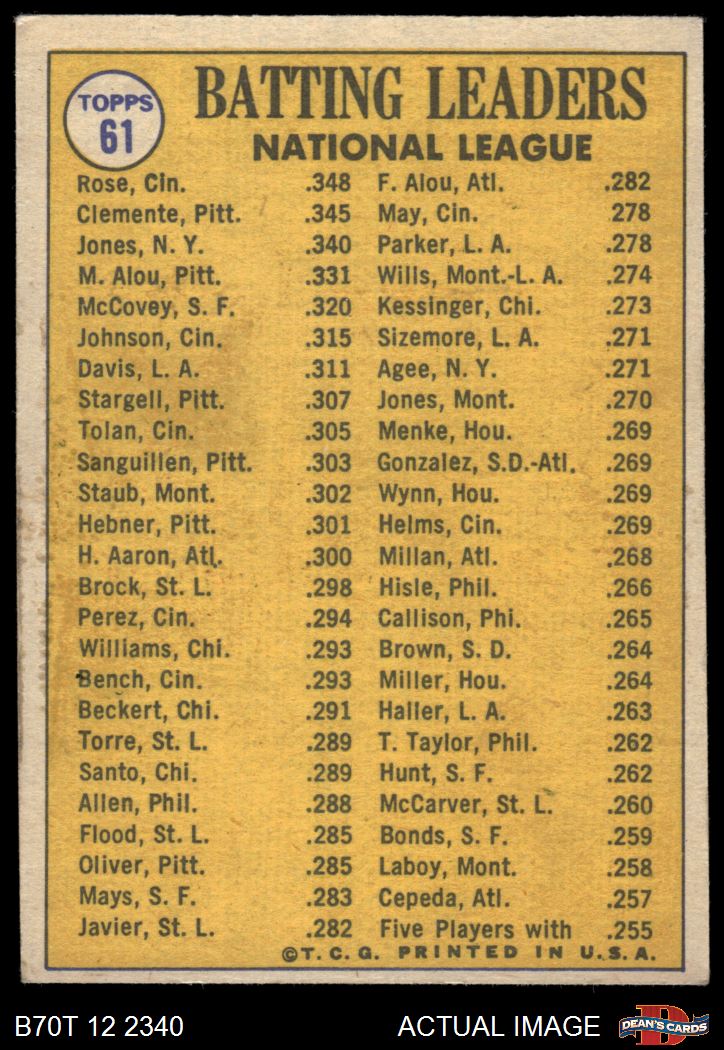 TOPPS
61
BATTING LEADERS
NATIONAL LEAGUE
Rose, Cin. .348
Clemente, Pitt. .345
Jones, N. Y. .340
M. Alou, Pitt. .331
McCovey, S. F. .320
Johnson, Cin. .315
Davis, L. A. .311
Stargell, Pitt. .307
Tolan, Cin. .305
Sanguillen, Pitt. .303
Staub, Mont. .302
Hebner, Pitt. .301
H. Aaron, Atl. .300
Brock, St. L. .298
Perez, Cin. .294
Williams, Chi. .293
Bench, Cin. .293
Beckert, Chi. .291
Torre, St. L. .289
Santo, Chi. .289
Allen, Phil. .288
Flood, St. L. .285
Oliver, Pitt. .285
Mays, S. F. .283
Javier, St. L. .282
F. Alou, Atl. .282
May, Cin. 278
Parker, L. A. .278
Wills, Mont.-L. A. .274
Kessinger, Chi. .273
Sizemore, L. A. .271
Agee, N. Y. .271
Jones, Mont. .270
Menke, Hou. .269
Gonzalez, S.D.-Atl. .269
Wynn, Hou. .269
Helms, Cin. .269
Millan, Atl. .268
Hisle, Phil. .266
Callison, Phi. .265
Brown, S. D. .264
Miller, Hou. .264
Haller, L. A. .263
T. Taylor, Phil. .262
Hunt, S. F. .262
McCarver, St. L. .260
Bonds, S. F. .259
Laboy, Mont. .258
Cepeda, Atl. .257
Five Players with .255
©T. C. G. PRINTED IN U.S.A.
B70T 12 2340
ACTUAL IMAGE
D
DEAN'S CARDS